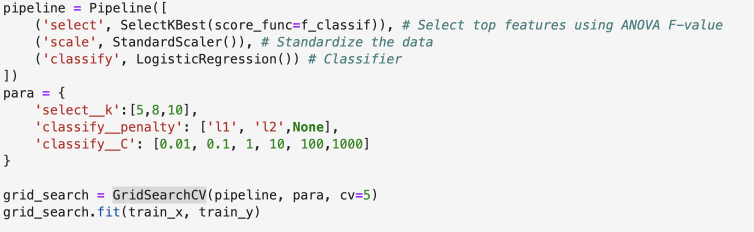 pipeline = Pipeline([
    ('select', SelectKBest(score_func=f_classif)), # Select top features using ANOVA F-value
    ('scale', StandardScaler()), # Standardize the data
    ('classify', LogisticRegression()) # Classifier
])
para = {
    'select__k':[5,8,10],
    'classify__penalty': ['l1', 'l2',None],
    'classify__C': [0.01, 0.1, 1, 10, 100,1000]
}

grid_search = GridSearchCV(pipeline, para, cv=5)
grid_search.fit(train_x, train_y)